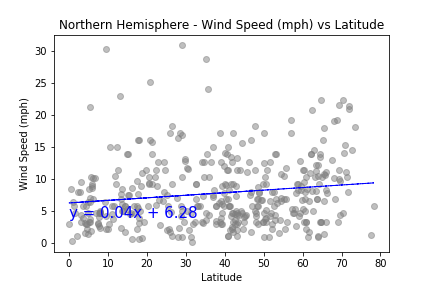 Northern Hemisphere - Wind Speed (mph) vs Latitude
30
25
20
15
10
5
0
Wind Speed (mph)
y = 0.04x + 6.28
0 10 20 30 40 50 60 70 80
Latitude